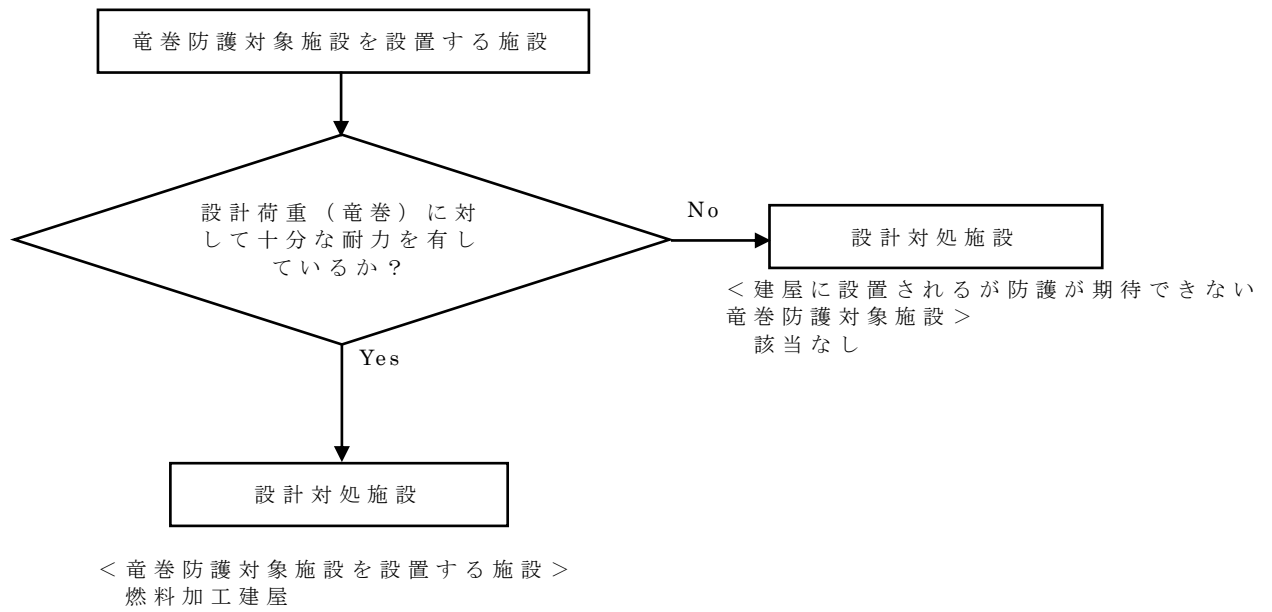 竜巻防護対象施設を設置する施設
設計荷重（竜巻）に対
して十分な耐力を有し
ているか？
No
設計対処施設
＜建屋に設置されるが防護が期待できない
竜巻防護対象施設＞
該当なし
Yes
設計対処施設
＜竜巻防護対象施設を設置する施設＞
燃料加工建屋